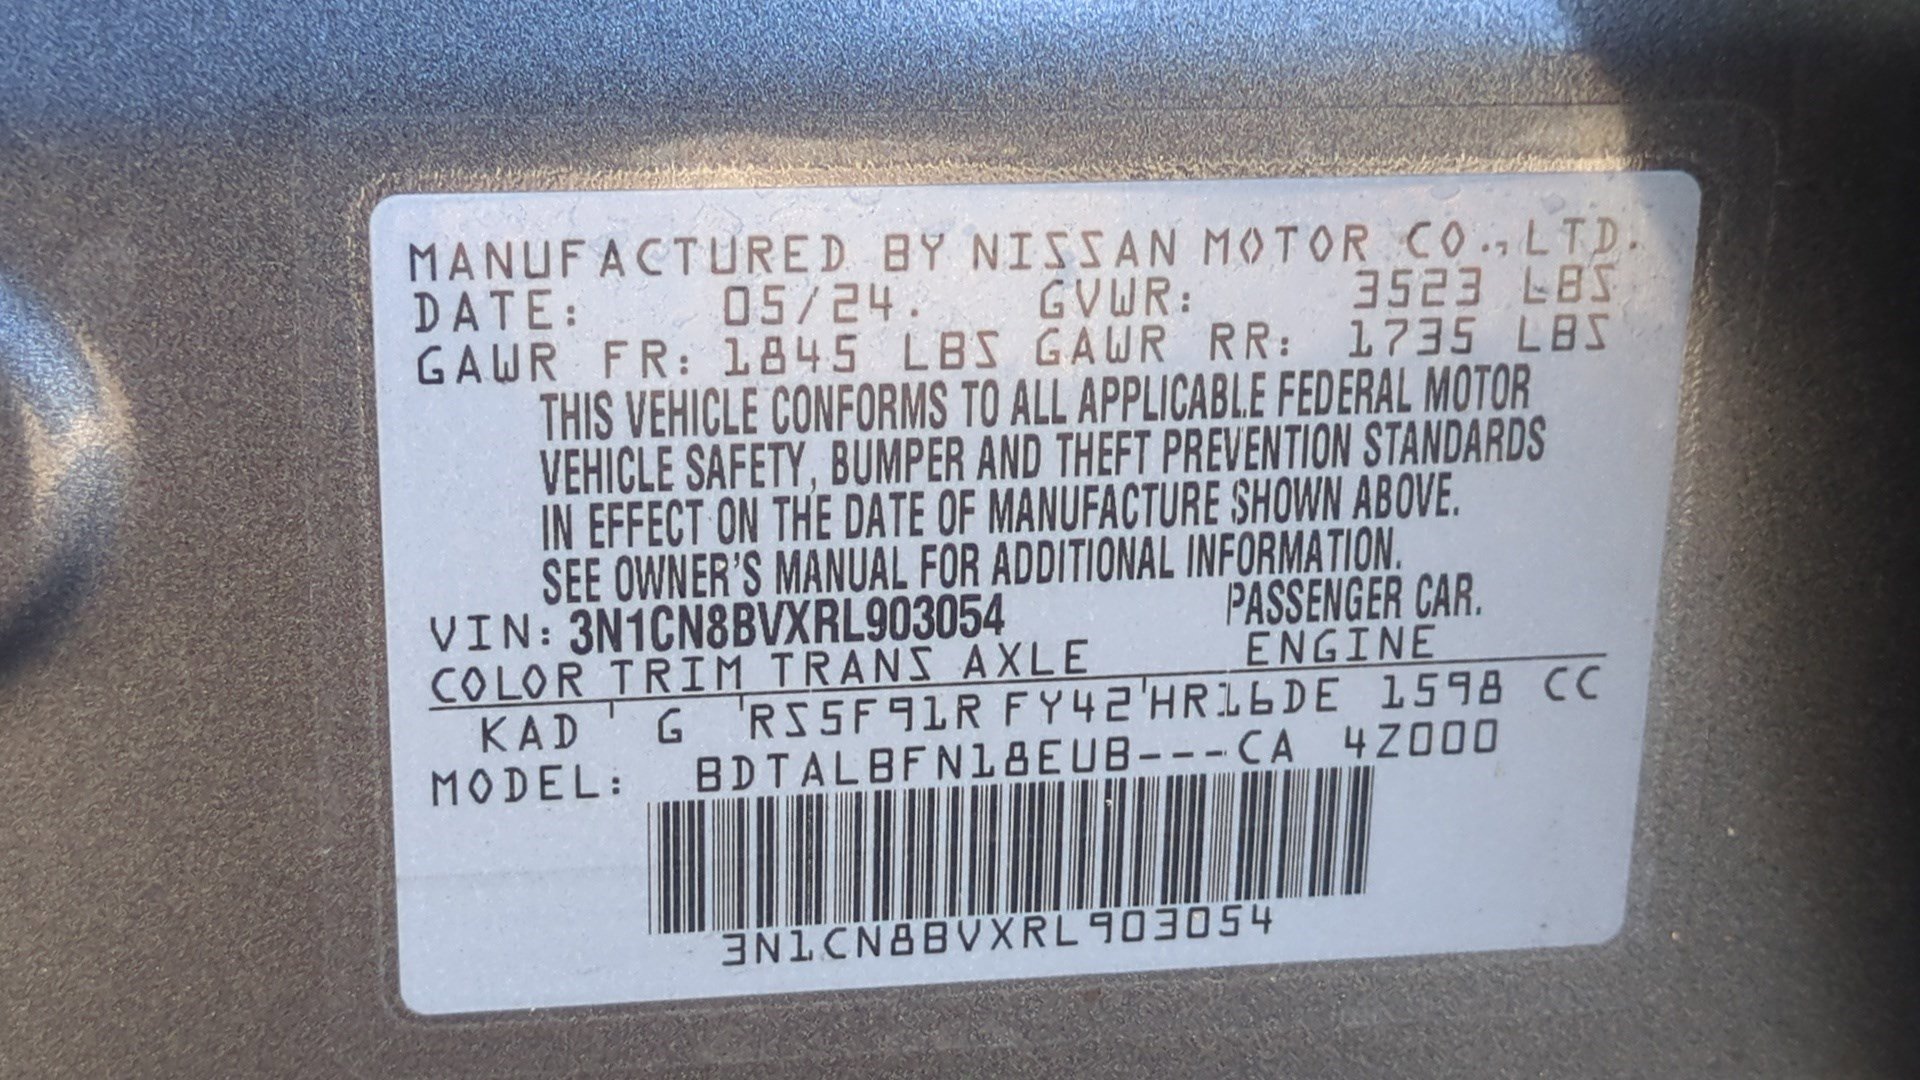 MANUFACTURED BY NISSAN MOTOR CO.,LTD.
DATE: 05/24. GVWR: 3523 LBS
GAWR FR: 1845 LBS GAWR RR: 1735 LBS
THIS VEHICLE CONFORMS TO ALL APPLICABLE FEDERAL MOTOR
VEHICLE SAFETY, BUMPER AND THEFT PREVENTION STANDARDS
IN EFFECT ON THE DATE OF MANUFACTURE SHOWN ABOVE.
SEE OWNER'S MANUAL FOR ADDITIONAL INFORMATION.
VIN: 3N1CN8BVXRL903054 PASSENGER CAR.
COLOR TRIM TRANS AXLE ENGINE
KAD ' G 'RS5F91R FY42'HR16DE 1598 CC
MODEL: BDTALBFN18EUB---CA 4Z000
3N1CN8BVXRL903054